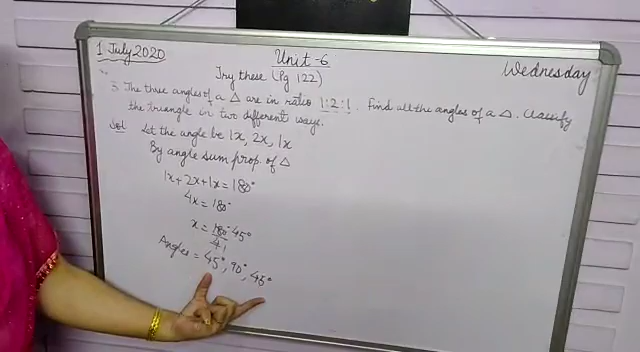 1 July 2020
Unit-6
Wednesday
Try these (Pg 122)
3. The three angles of a △ are in ratio 1:2:1. Find all the angles of a △. Classify
the triangle in two different ways.
Sol Let the angle be 1x, 2x, 1x
By angle sum prop. of △
1x+2x+1x=180°
4x=180°
x=180° 45°
4 1
Angles = 45°, 90°, 45°